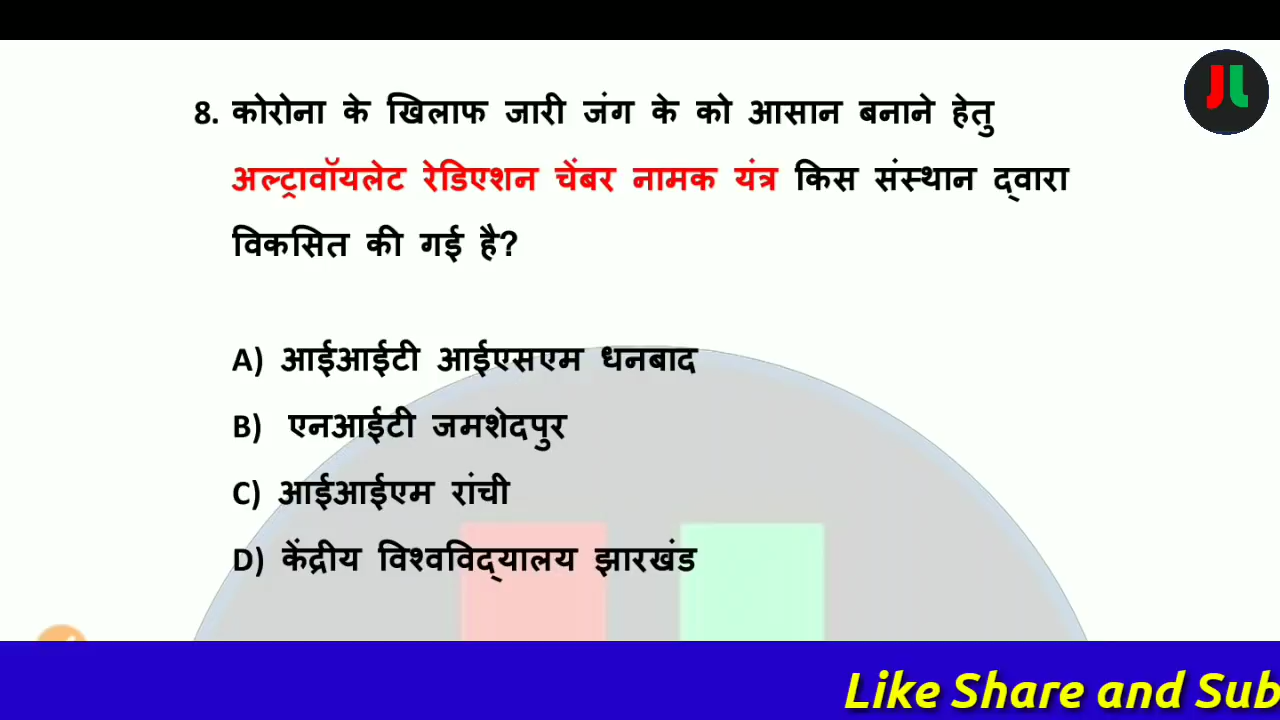 8. कोरोना के खिलाफ जारी जंग के को आसान बनाने हेतु
अल्ट्रावॉयलेट रेडिएशन चेंबर नामक यंत्र किस संस्थान द्वारा
विकसित की गई है?
A) आईआईटी आईएसएम धनबाद
B) एनआईटी जमशेदपुर
C) आईआईएम रांची
D) केंद्रीय विश्वविद्यालय झारखंड
Like Share and Sub